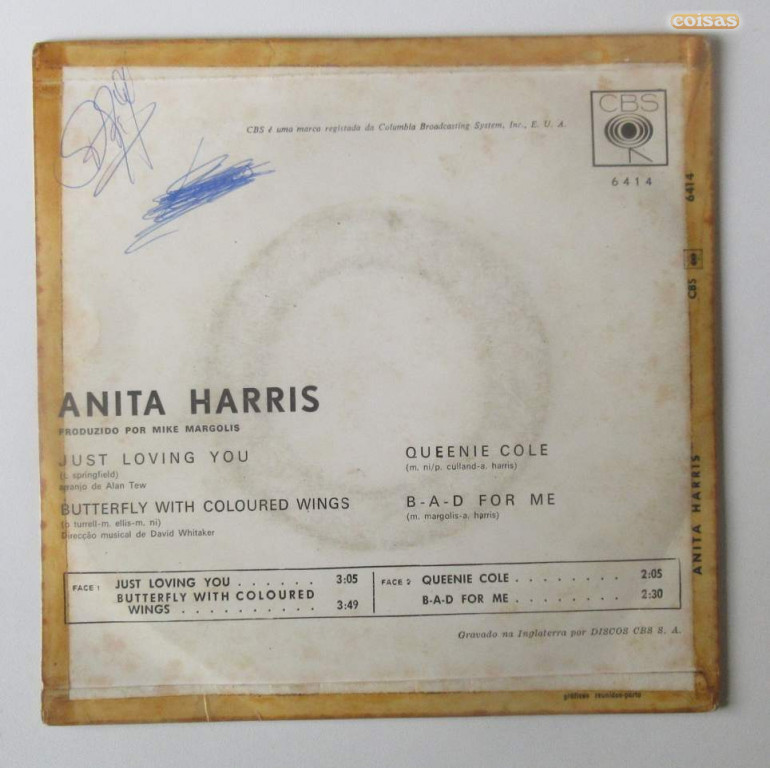 coisas
CBS é uma marca registada da Columbia Broadcasting System, Inc., E. U. A.
CBS
6414
6414
CBS
ANITA HARRIS
ANITA HARRIS
PRODUZIDO POR MIKE MARGOLIS
JUST LOVING YOU
(t. springfield)
arranjo de Alan Tew
BUTTERFLY WITH COLOURED WINGS
(o turrell-m. ellis-m. ni)
Direcção musical de David Whitaker
QUEENIE COLE
(m. ni/p. culland-a. harris)
B-A-D FOR ME
(m. margolis-a. harris)
FACE 1 JUST LOVING YOU . . . . . . 3:05
BUTTERFLY WITH COLOURED
WINGS . . . . . . . . . . . 3:49
FACE 2 QUEENIE COLE . . . . . . . . 2:05
B-A-D FOR ME . . . . . . . . 2:30
Gravado na Inglaterra por DISCOS CBS S. A.
gráficos reunidos-porto